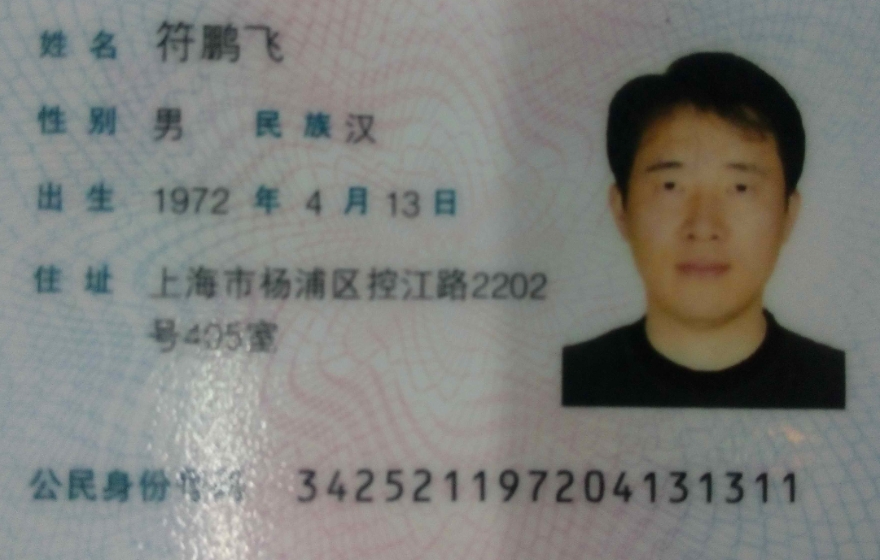 姓名 符鹏飞
性别 男 民族 汉
出生 1972 年 4 月 13 日
住址 上海市杨浦区控江路2202
号405室
公民身份号码 342521197204131311